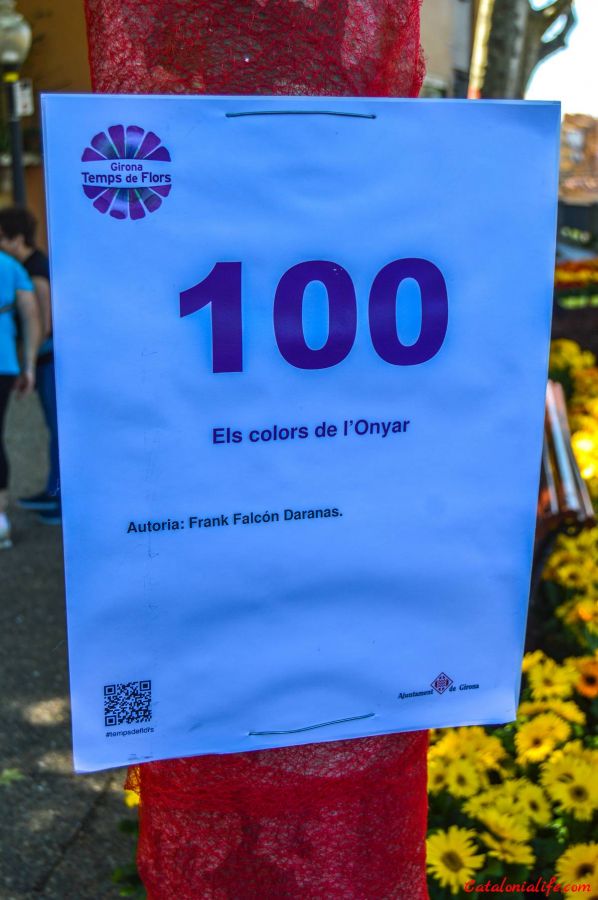 Girona
Temps de Flors
100
Els colors de l'Onyar
Autoria: Frank Falcón Daranas.
#tempsdeflors
Ajuntament de Girona
Catalonialife.com